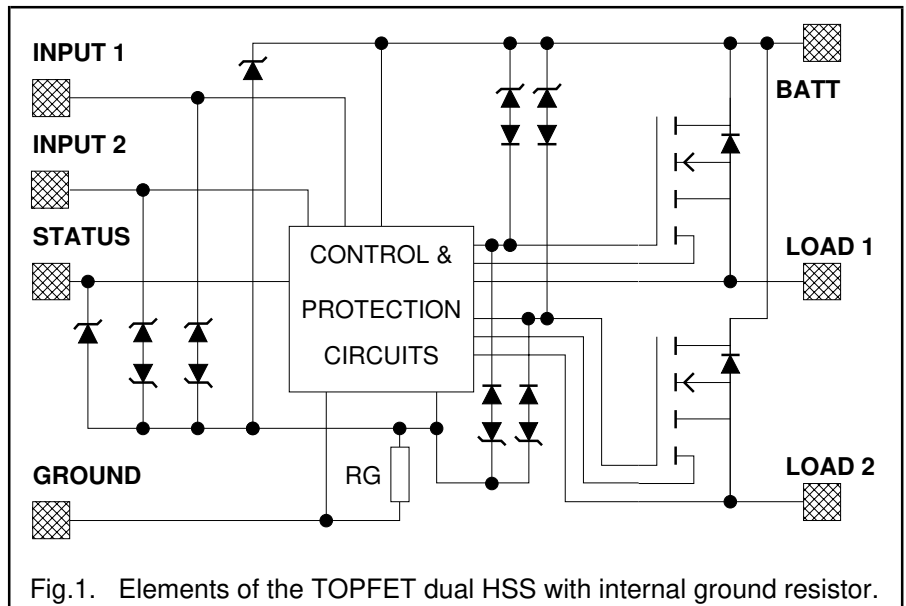 INPUT 1
BATT
INPUT 2
STATUS
CONTROL &
LOAD 1
PROTECTION
CIRCUITS
GROUND
RG
LOAD 2
Fig.1. Elements of the TOPFET dual HSS with internal ground resistor.